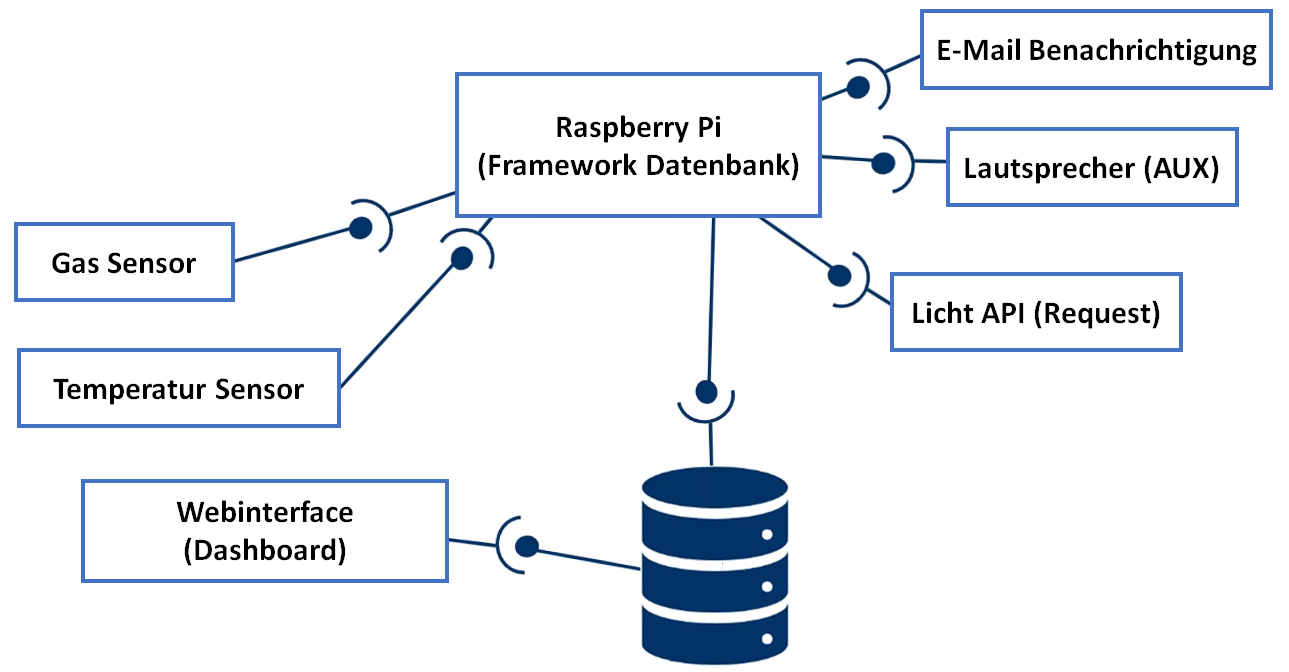 E-Mail Benachrichtigung
Raspberry Pi
(Framework Datenbank)
Lautsprecher (AUX)
Gas Sensor
Licht API (Request)
Temperatur Sensor
Webinterface
(Dashboard)